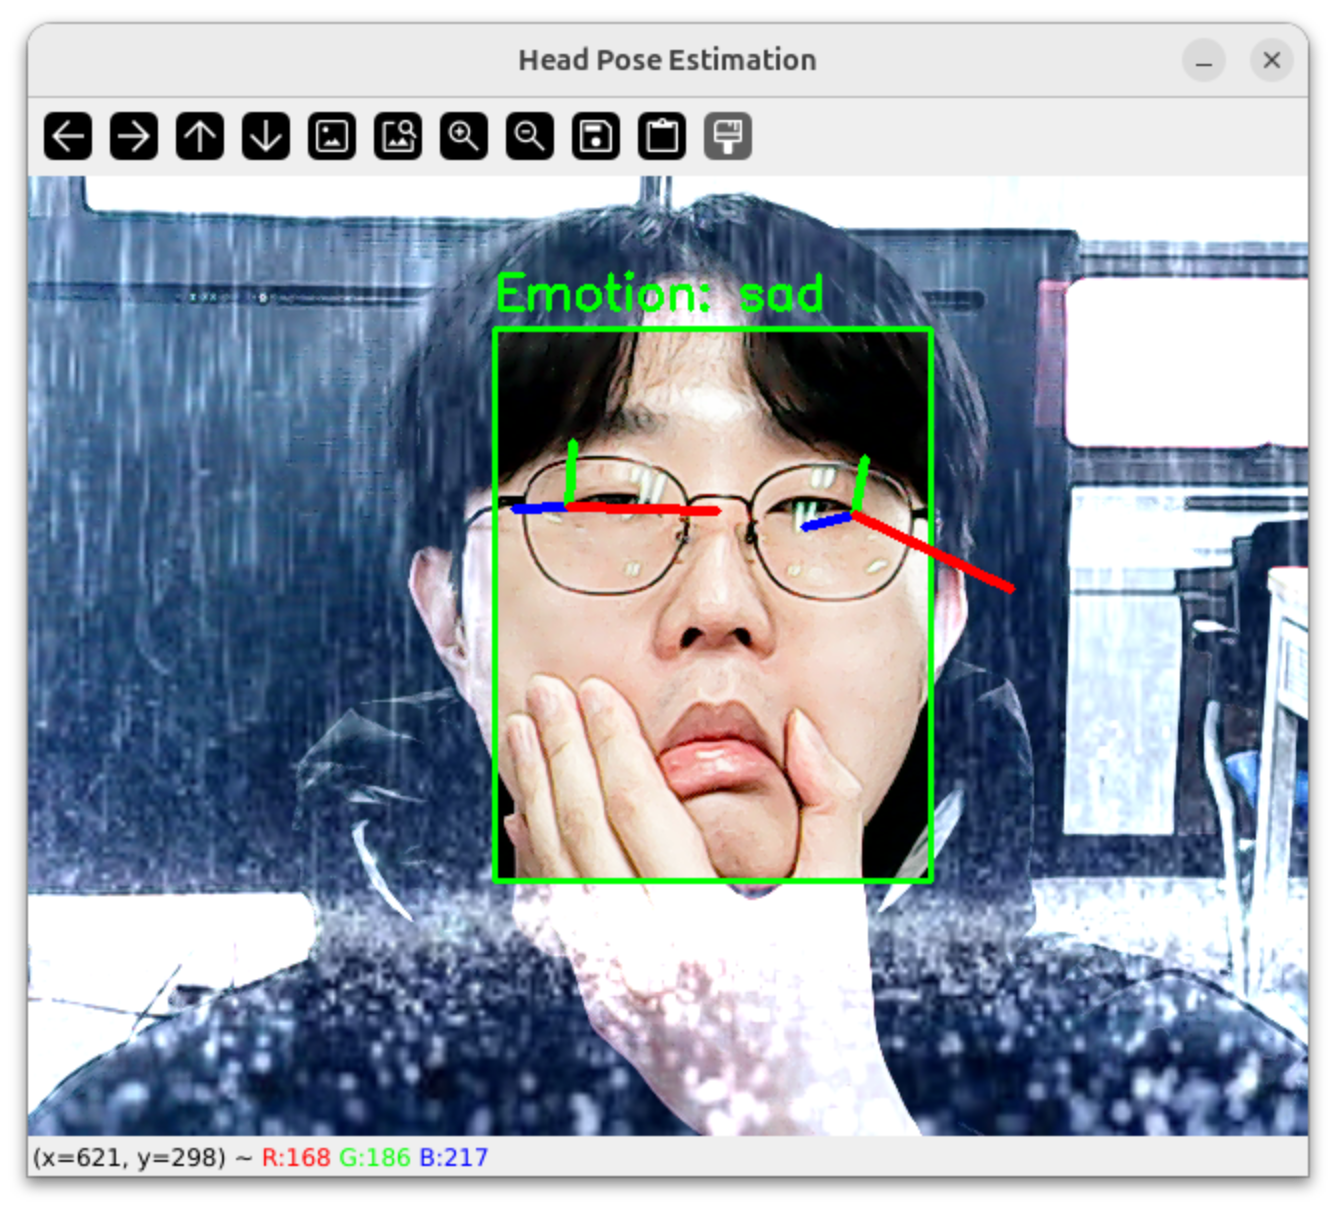 Head Pose Estimation
Emotion: sad
(x=621, y=298) ~ R:168 G:186 B:217